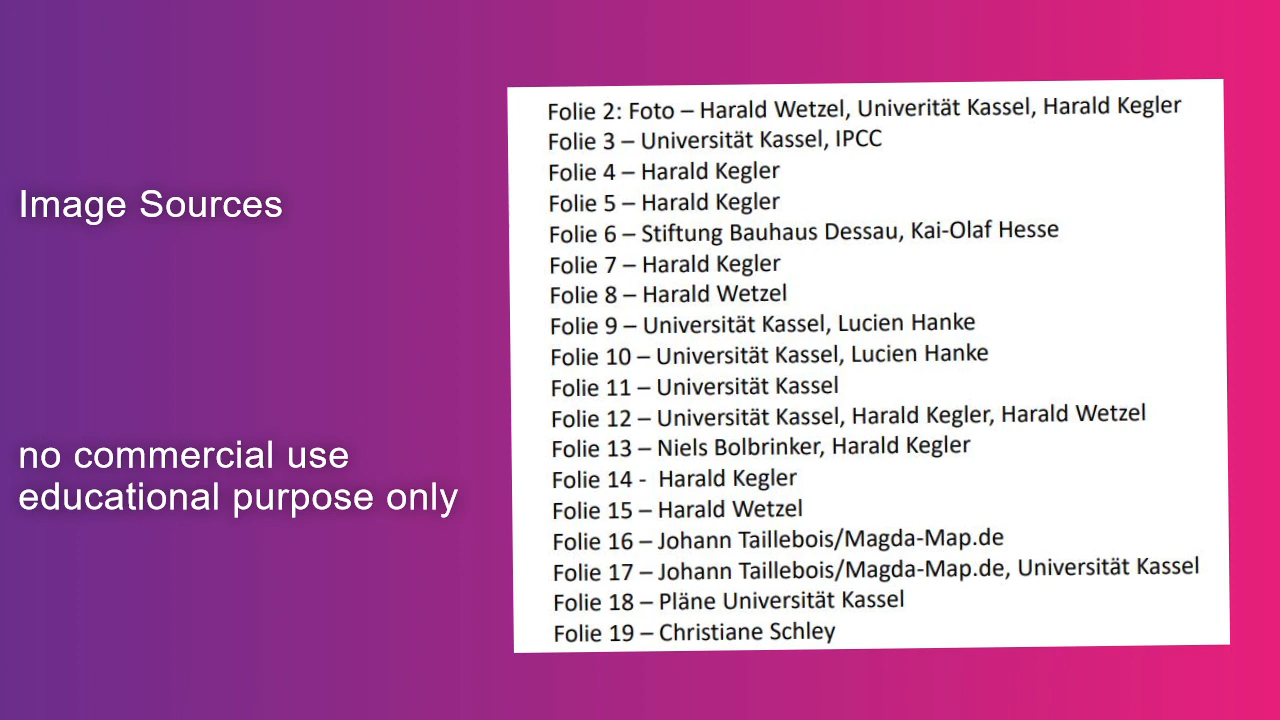 Image Sources
no commercial use
educational purpose only
Folie 2: Foto – Harald Wetzel, Univerität Kassel, Harald Kegler
Folie 3 – Universität Kassel, IPCC
Folie 4 – Harald Kegler
Folie 5 – Harald Kegler
Folie 6 – Stiftung Bauhaus Dessau, Kai-Olaf Hesse
Folie 7 – Harald Kegler
Folie 8 – Harald Wetzel
Folie 9 – Universität Kassel, Lucien Hanke
Folie 10 – Universität Kassel, Lucien Hanke
Folie 11 – Universität Kassel
Folie 12 – Universität Kassel, Harald Kegler, Harald Wetzel
Folie 13 – Niels Bolbrinker, Harald Kegler
Folie 14 - Harald Kegler
Folie 15 – Harald Wetzel
Folie 16 – Johann Taillebois/Magda-Map.de
Folie 17 – Johann Taillebois/Magda-Map.de, Universität Kassel
Folie 18 – Pläne Universität Kassel
Folie 19 – Christiane Schley